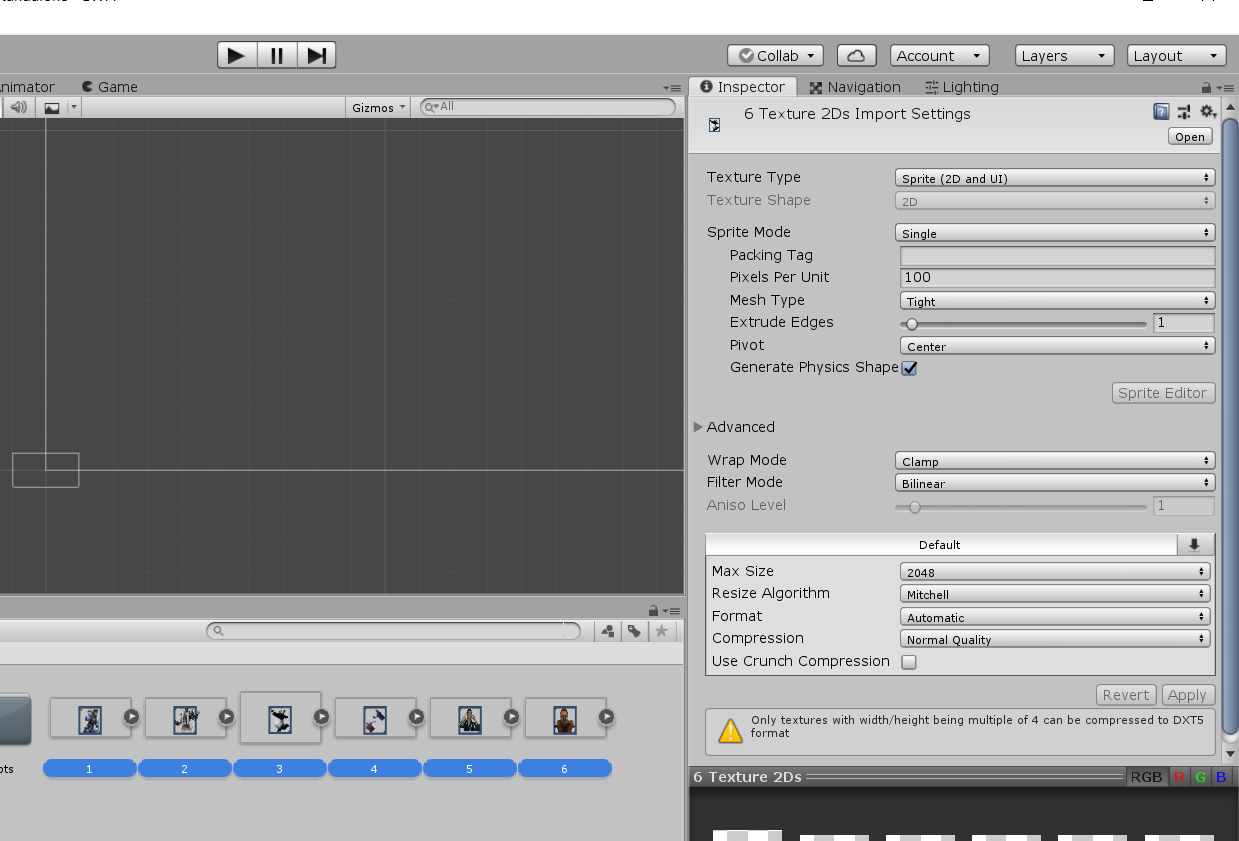 Collab
Account
Layers
Layout
Game
Inspector
Navigation
Lighting
Gizmos
All
6 Texture 2Ds Import Settings
Open
Texture Type
Sprite (2D and UI)
Texture Shape
2D
Sprite Mode
Single
Packing Tag
Pixels Per Unit
100
Mesh Type
Tight
Extrude Edges
1
Pivot
Center
Generate Physics Shape
Sprite Editor
Advanced
Wrap Mode
Clamp
Filter Mode
Bilinear
Aniso Level
1
Default
Max Size
2048
Resize Algorithm
Mitchell
Format
Automatic
Compression
Normal Quality
Use Crunch Compression
Revert
Apply
Only textures with width/height being multiple of 4 can be compressed to DXT5
format
1
2
3
4
5
6
6 Texture 2Ds
RGB
R
G
B